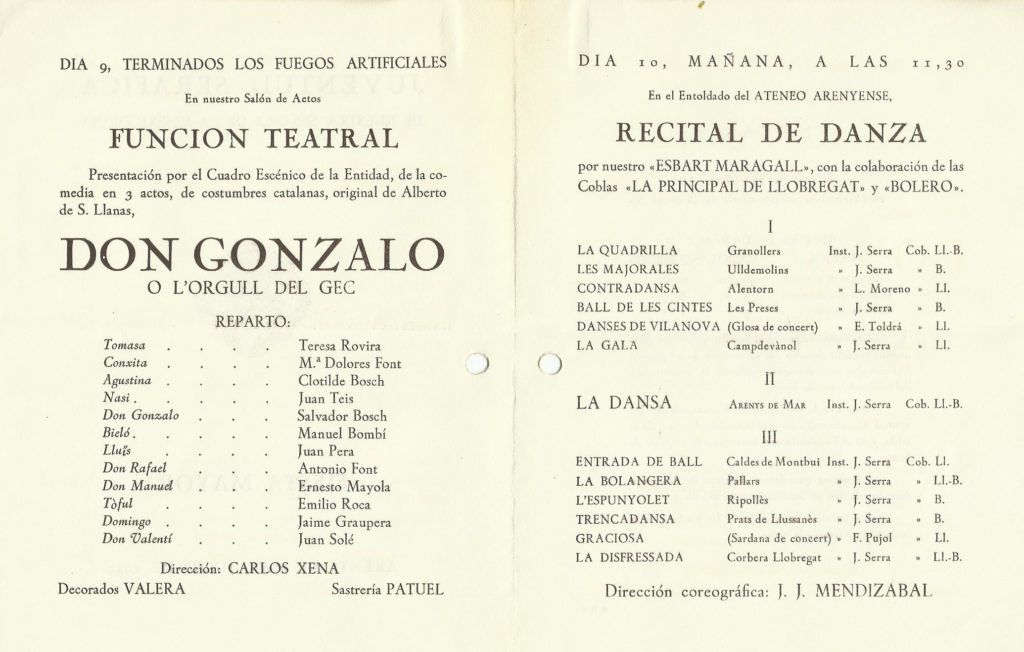 DIA 9, TERMINADOS LOS FUEGOS ARTIFICIALES
En nuestro Salón de Actos
FUNCION TEATRAL
Presentación por el Cuadro Escénico de la Entidad, de la co-
media en 3 actos, de costumbres catalanas, original de Alberto
de S. Llanas,
DON GONZALO
O L'ORGULL DEL GEC
REPARTO:
Tomasa . . . . Teresa Rovira
Conxita . . . . M.ª Dolores Font
Agustina . . . . Clotilde Bosch
Nasi . . . . . Juan Teis
Don Gonzalo . . . Salvador Bosch
Bieló . . . . . Manuel Bombí
Lluís . . . . Juan Pera
Don Rafael . . . Antonio Font
Don Manuel . . . Ernesto Mayola
Tòful . . . . Emilio Roca
Domingo . . . . Jaime Graupera
Don Valentí . . . Juan Solé
Dirección: CARLOS XENA
Decorados VALERA Sastrería PATUEL
DIA 10, MAÑANA, A LAS 11,30
En el Entoldado del ATENEO ARENYENSE,
RECITAL DE DANZA
por nuestro «ESBART MARAGALL», con la colaboración de las
Coblas «LA PRINCIPAL DE LLOBREGAT» y «BOLERO».
I
LA QUADRILLA Granollers Inst. J. Serra Cob. Ll.-B.
LES MAJORALES Ulldemolins » J. Serra » B.
CONTRADANSA Alentorn » L. Moreno » Ll.
BALL DE LES CINTES Les Preses » J. Serra » B.
DANSES DE VILANOVA (Glosa de concert) » E. Toldrá » Ll.
LA GALA Campdevànol » J. Serra » Ll.
II
LA DANSA ARENYS DE MAR Inst. J. Serra Cob. Ll.-B.
III
ENTRADA DE BALL Caldes de Montbui Inst. J. Serra Cob. Ll.
LA BOLANGERA Pallars » J. Serra » Ll.-B.
L'ESPUNYOLET Ripollès » J. Serra » B.
TRENCADANSA Prats de Llussanès » J. Serra » B.
GRACIOSA (Sardana de concert) » F. Pujol » Ll.
LA DISFRESSADA Corbera Llobregat » J. Serra » Ll.-B.
Dirección coreográfica: J. J. MENDIZABAL